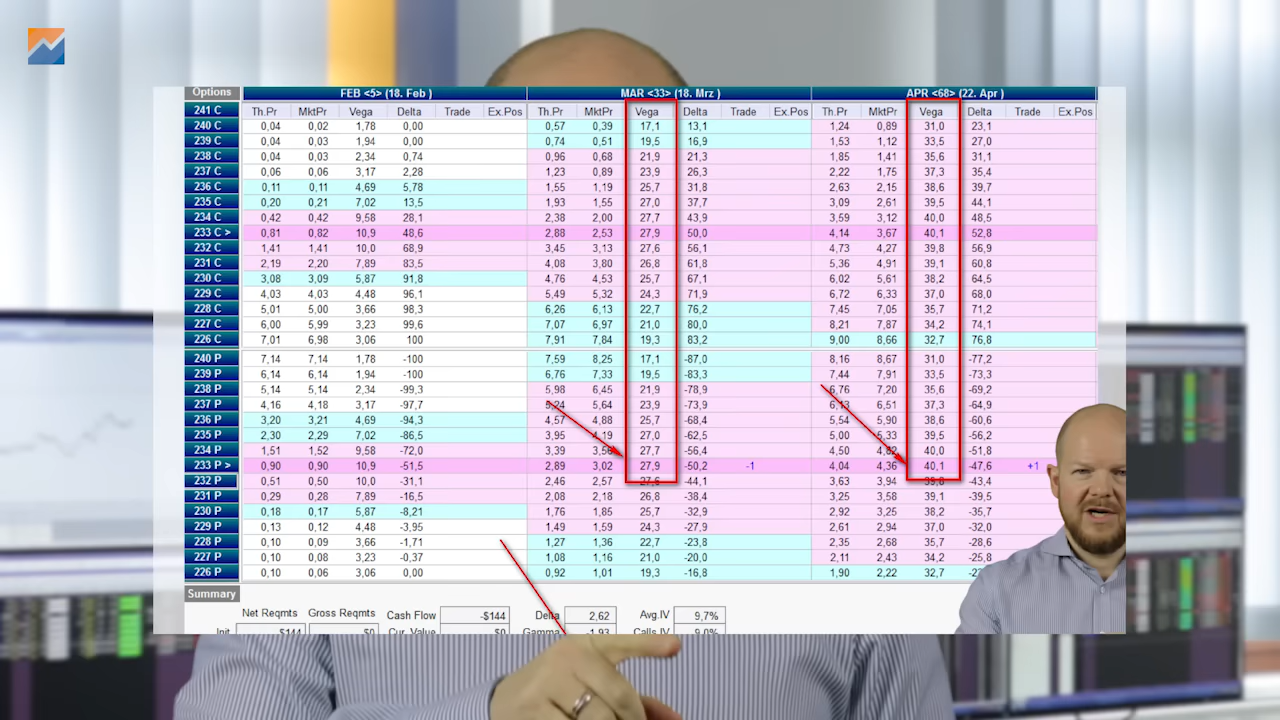 Options FEB <5> (18. Feb ) MAR <33> (18. Mrz ) APR <68> (22. Apr )
241 C Th.Pr MktPr Vega Delta Trade Ex.Pos Th.Pr MktPr Vega Delta Trade Ex.Pos Th.Pr MktPr Vega Delta Trade Ex.Pos
240 C 0,04 0,02 1,78 0,00 0,57 0,39 17,1 13,1 1,24 0,89 31,0 23,1
239 C 0,04 0,03 1,94 0,00 0,74 0,51 19,5 16,9 1,53 1,12 33,5 27,0
238 C 0,04 0,03 2,34 0,74 0,96 0,68 21,9 21,3 1,85 1,41 35,6 31,1
237 C 0,06 0,06 3,17 2,28 1,23 0,89 23,9 26,3 2,22 1,75 37,3 35,4
236 C 0,11 0,11 4,69 5,78 1,55 1,19 25,7 31,8 2,63 2,15 38,6 39,7
235 C 0,20 0,21 7,02 13,5 1,93 1,55 27,0 37,7 3,09 2,61 39,5 44,1
234 C 0,42 0,42 9,58 28,1 2,38 2,00 27,7 43,9 3,59 3,12 40,0 48,5
233 C > 0,81 0,82 10,9 48,6 2,88 2,53 27,9 50,0 4,14 3,67 40,1 52,8
232 C 1,41 1,41 10,0 68,9 3,45 3,13 27,6 56,1 4,73 4,27 39,8 56,9
231 C 2,19 2,20 7,89 83,5 4,08 3,80 26,8 61,8 5,36 4,91 39,1 60,8
230 C 3,08 3,09 5,87 91,8 4,76 4,53 25,7 67,1 6,02 5,61 38,2 64,5
229 C 4,03 4,03 4,48 96,1 5,49 5,32 24,3 71,9 6,72 6,33 37,0 68,0
228 C 5,01 5,00 3,66 98,3 6,26 6,13 22,7 76,2 7,45 7,05 35,7 71,2
227 C 6,00 5,99 3,23 99,6 7,07 6,97 21,0 80,0 8,21 7,87 34,2 74,1
226 C 7,01 6,98 3,06 100 7,91 7,84 19,3 83,2 9,00 8,66 32,7 76,8
240 P 7,14 7,14 1,78 -100 7,59 8,25 17,1 -87,0 8,16 8,67 31,0 -77,2
239 P 6,14 6,14 1,94 -100 6,76 7,33 19,5 -83,3 7,44 7,91 33,5 -73,3
238 P 5,14 5,14 2,34 -99,3 5,98 6,45 21,9 -78,9 6,76 7,20 35,6 -69,2
237 P 4,16 4,18 3,17 -97,7 5,24 5,64 23,9 -73,9 6,13 6,51 37,3 -64,9
236 P 3,20 3,21 4,69 -94,3 4,57 4,88 25,7 -68,4 5,54 5,90 38,6 -60,6
235 P 2,30 2,29 7,02 -86,5 3,95 4,19 27,0 -62,5 5,00 5,33 39,5 -56,2
234 P 1,51 1,52 9,58 -72,0 3,39 27,7 -56,4 4,50 4,82 40,0 -51,8
233 P > 0,90 0,90 10,9 -51,5 2,89 3,02 27,9 -50,2 -1 4,04 4,36 40,1 -47,6 +1
232 P 0,51 0,50 10,0 -31,1 2,46 2,57 27,6 -44,1 3,63 3,94 39,8 -43,4
231 P 0,29 0,28 7,89 -16,5 2,08 2,18 26,8 -38,4 3,25 3,58 39,1 -39,5
230 P 0,18 0,17 5,87 -8,21 1,76 1,85 25,7 -32,9 2,92 3,25 38,2 -35,7
229 P 0,13 0,12 4,48 -3,95 1,49 1,59 24,3 -27,9 2,61 2,94 37,0 -32,0
228 P 0,10 0,09 3,66 -1,71 1,27 1,36 22,7 -23,8 2,35 2,68 35,7 -28,6
227 P 0,10 0,08 3,23 -0,37 1,08 1,16 21,0 -20,0 2,11 2,43 34,2 -25,8
226 P 0,10 0,06 3,06 0,00 0,92 1,01 19,3 -16,8 1,90 2,22 32,7
Summary
Net Reqmts Gross Reqmts Cash Flow -$144 Delta 2,62 Avg.IV 9,7%
Init $144 $0 Cur. Value $0 Gamma -1,93 Calls IV 9,0%